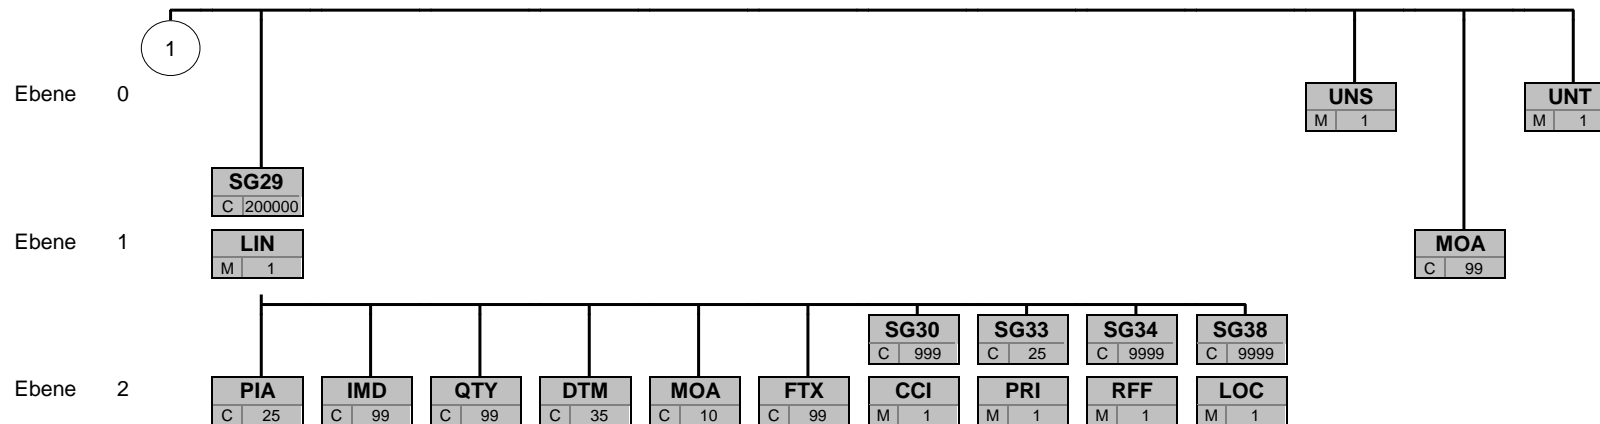 1
Ebene 0
UNS UNT
M 1 M 1
SG29
C 200000
Ebene 1
LIN MOA
M 1 C 99
SG30 SG33 SG34 SG38
C 999 C 25 C 9999 C 9999
Ebene 2
PIA IMD QTY DTM MOA FTX CCI PRI RFF LOC
C 25 C 99 C 99 C 35 C 10 C 99 M 1 M 1 M 1 M 1